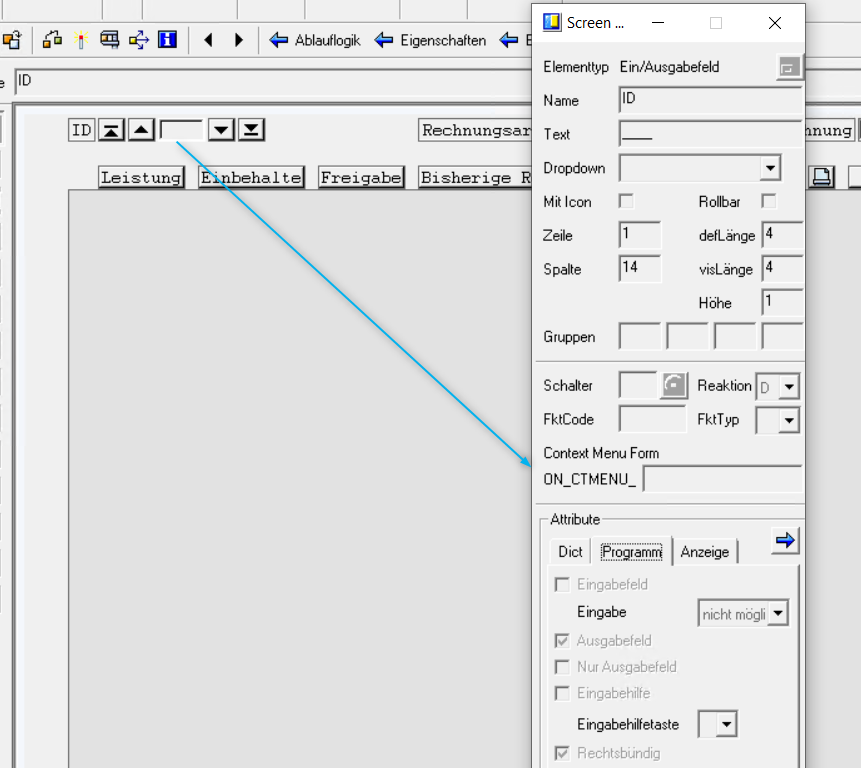 Screen ...
Ablauflogik Eigenschaften E
e ID
ID Rechnungsar nung
Leistung Einbehalte Freigabe Bisherige R
Elementtyp Ein/Ausgabefeld
Name ID
Text ____
Dropdown
Mit Icon Rollbar
Zeile 1 defLänge 4
Spalte 14 visLänge 4
Höhe 1
Gruppen
Schalter Reaktion D
FktCode FktTyp
Context Menu Form
ON_CTMENU_
Attribute
Dict Programm Anzeige
Eingabefeld
Eingabe nicht mögli
Ausgabefeld
Nur Ausgabefeld
Eingabehilfe
Eingabehilfetaste
Rechtsbündig